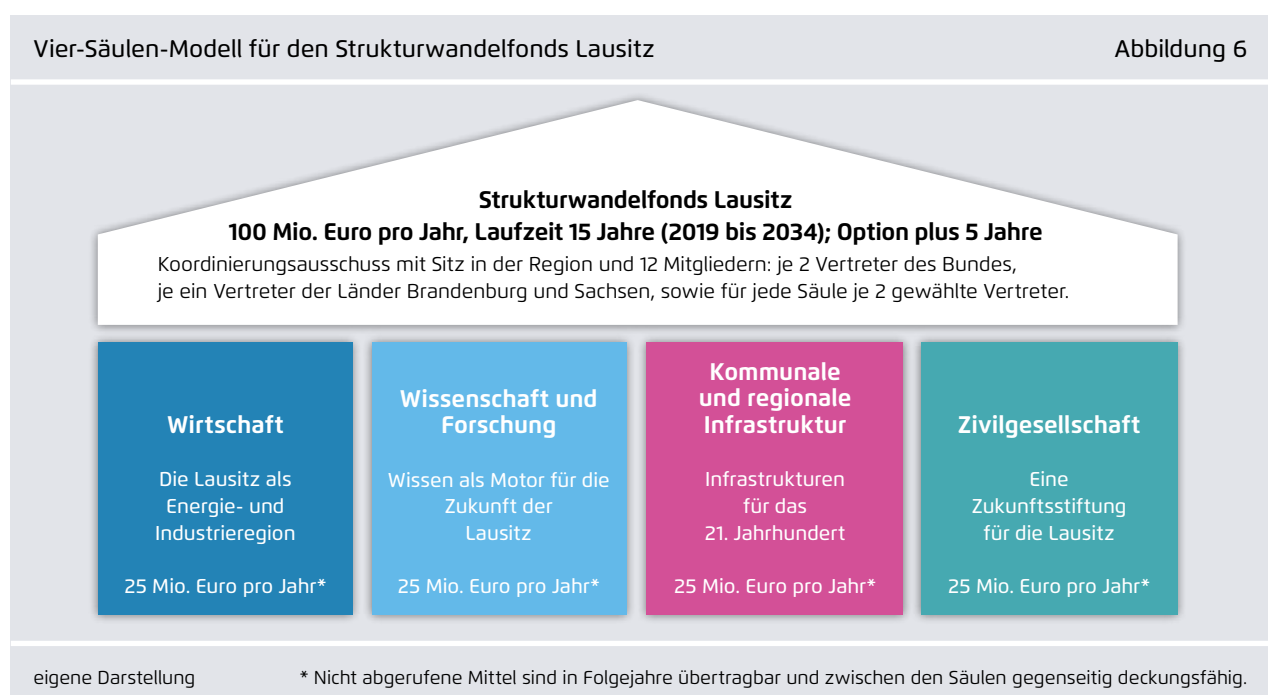 Vier-Säulen-Modell für den Strukturwandelfonds Lausitz
Abbildung 6
Strukturwandelfonds Lausitz
100 Mio. Euro pro Jahr, Laufzeit 15 Jahre (2019 bis 2034); Option plus 5 Jahre
Koordinierungsausschuss mit Sitz in der Region und 12 Mitgliedern: je 2 Vertreter des Bundes,
je ein Vertreter der Länder Brandenburg und Sachsen, sowie für jede Säule je 2 gewählte Vertreter.
Wirtschaft
Die Lausitz als
Energie- und
Industrieregion
25 Mio. Euro pro Jahr*
Wissenschaft und
Forschung
Wissen als Motor für die
Zukunft der
Lausitz
25 Mio. Euro pro Jahr*
Kommunale
und regionale
Infrastruktur
Infrastrukturen
für das
21. Jahrhundert
25 Mio. Euro pro Jahr*
Zivilgesellschaft
Eine
Zukunftsstiftung
für die Lausitz
25 Mio. Euro pro Jahr*
eigene Darstellung
* Nicht abgerufene Mittel sind in Folgejahre übertragbar und zwischen den Säulen gegenseitig deckungsfähig.